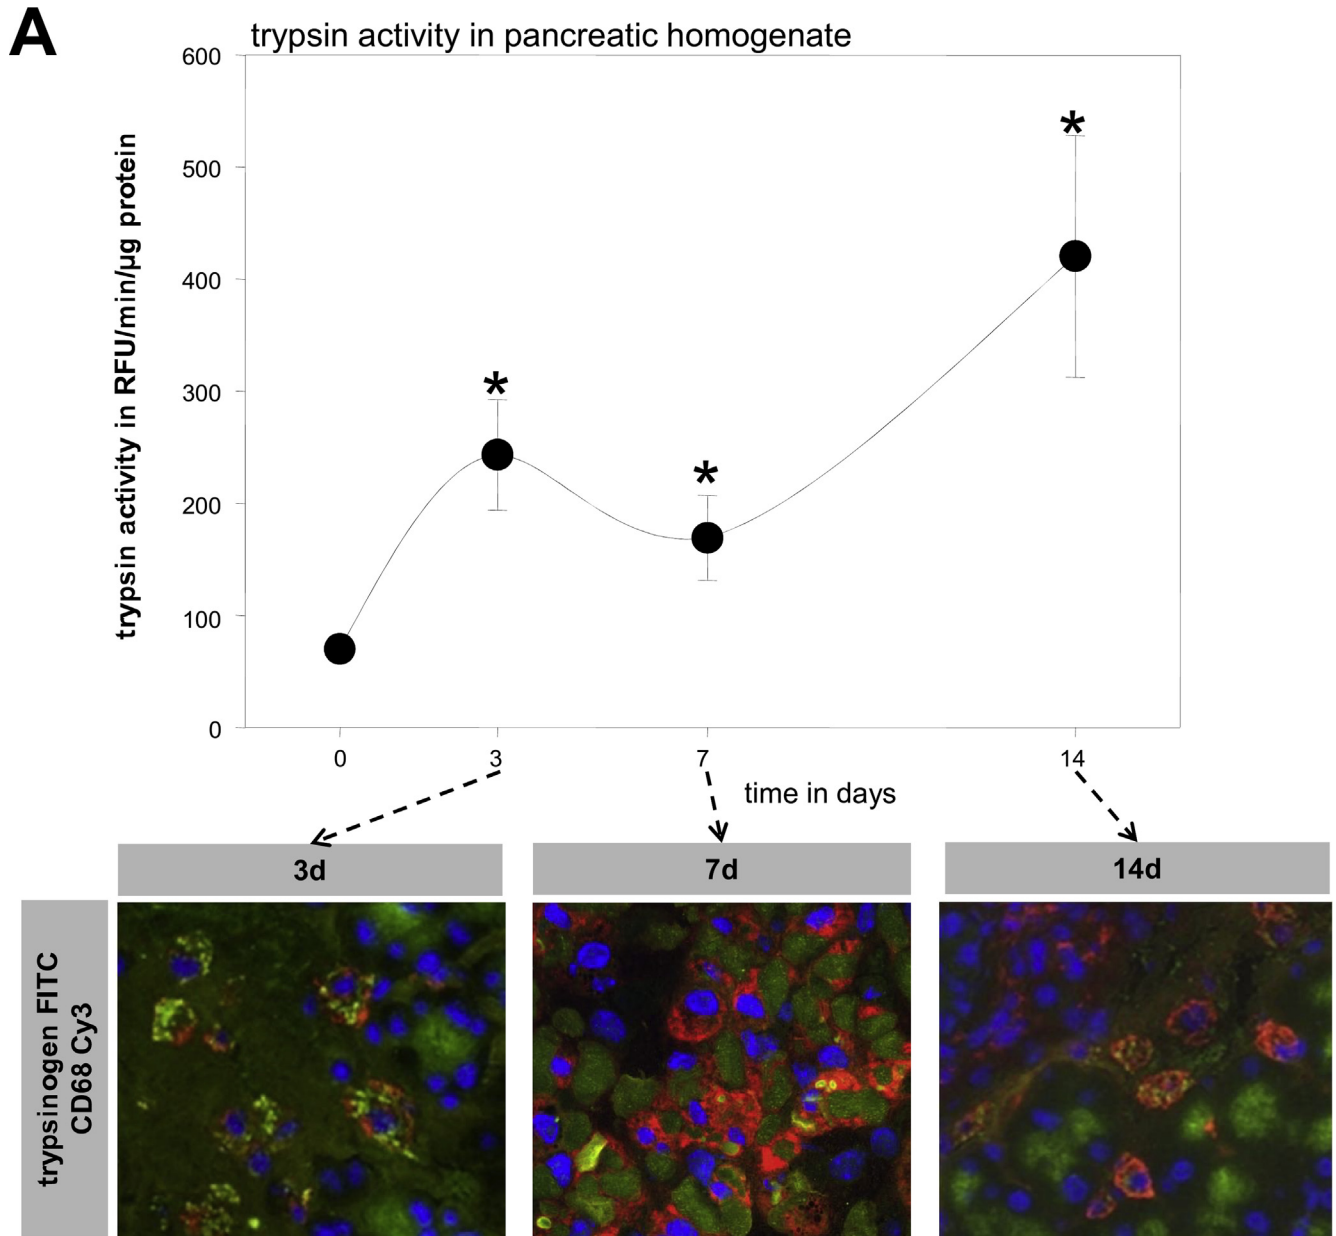 A
trypsin activity in pancreatic homogenate
trypsin activity in RFU/min/µg protein
600
500
400
300
200
100
0
0 3 7 14
time in days
*
*
*
3d 7d 14d
trypsinogen FITC
CD68 Cy3